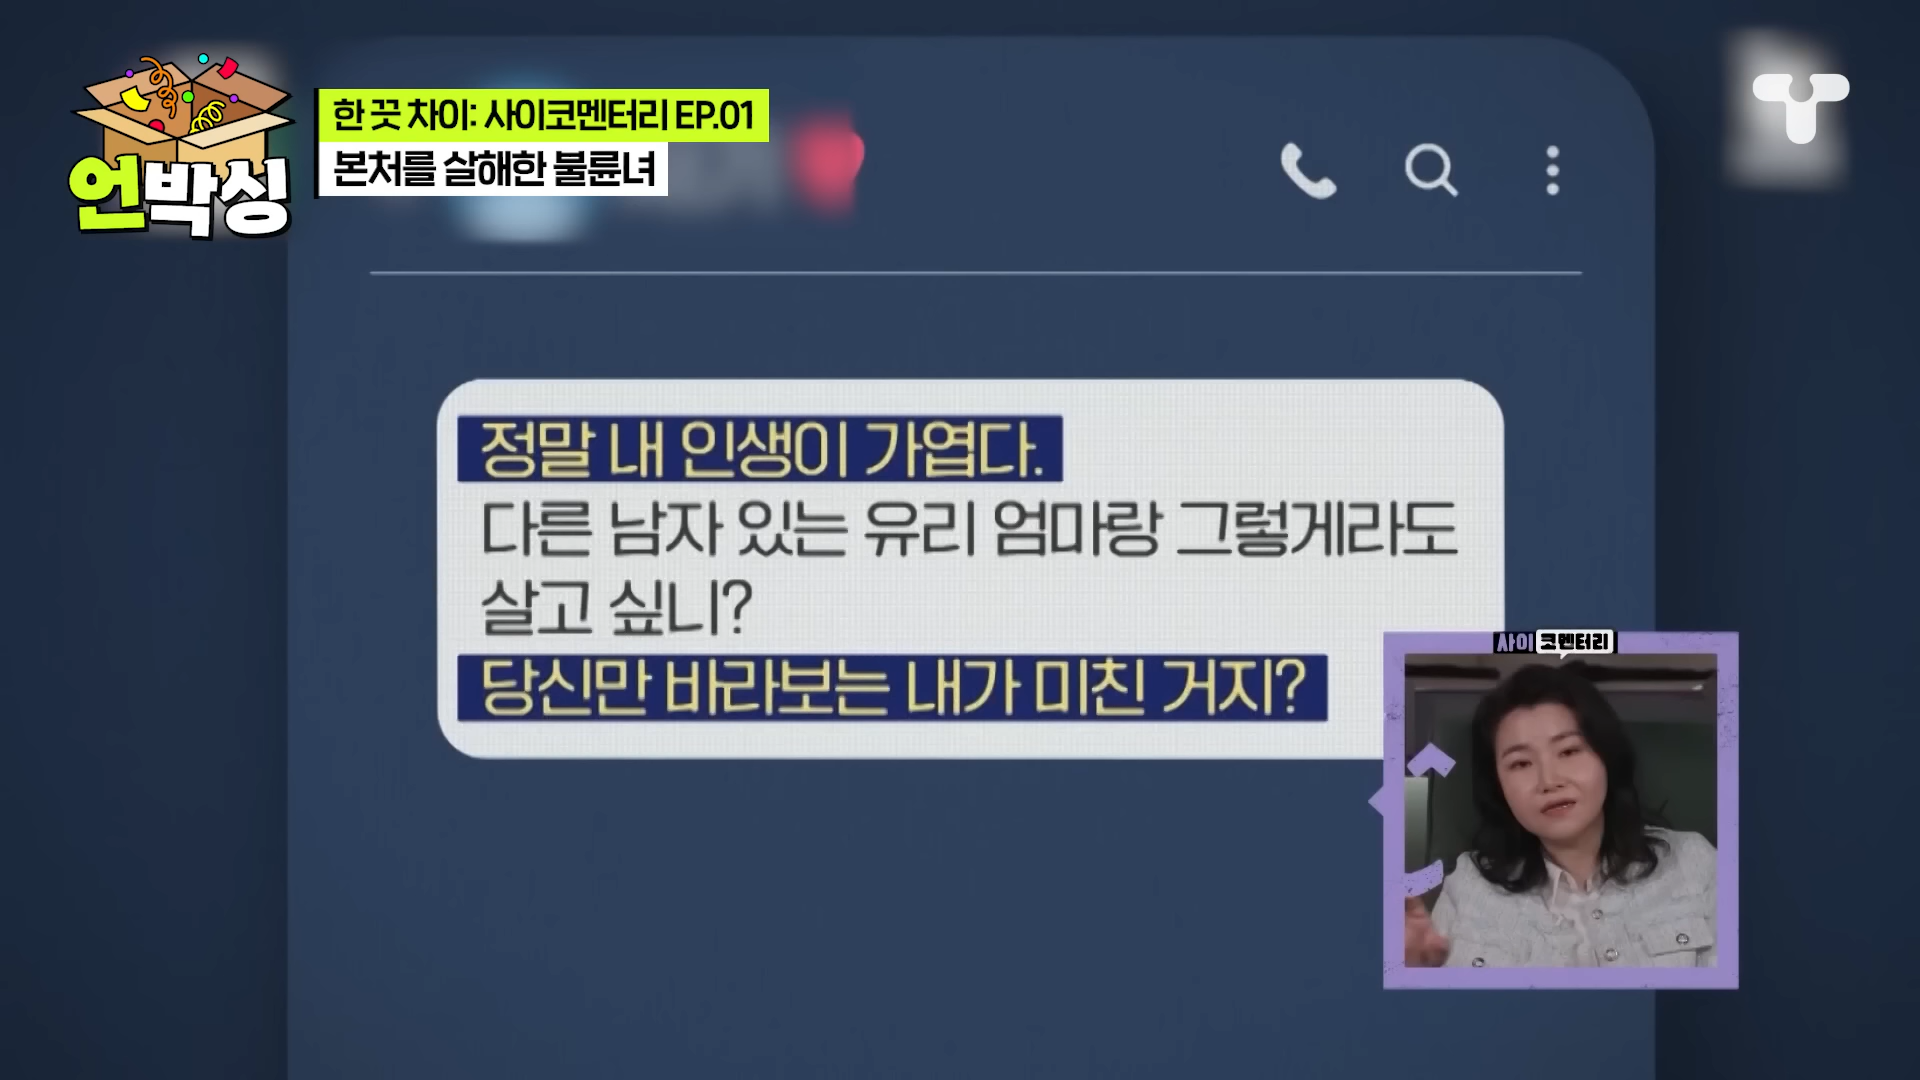 언박싱
한 끗 차이: 사이코멘터리 EP.01
본처를 살해한 불륜녀
정말 내 인생이 가엽다.
다른 남자 있는 유리 엄마랑 그렇게라도
살고 싶니?
당신만 바라보는 내가 미친 거지?
사이코멘터리